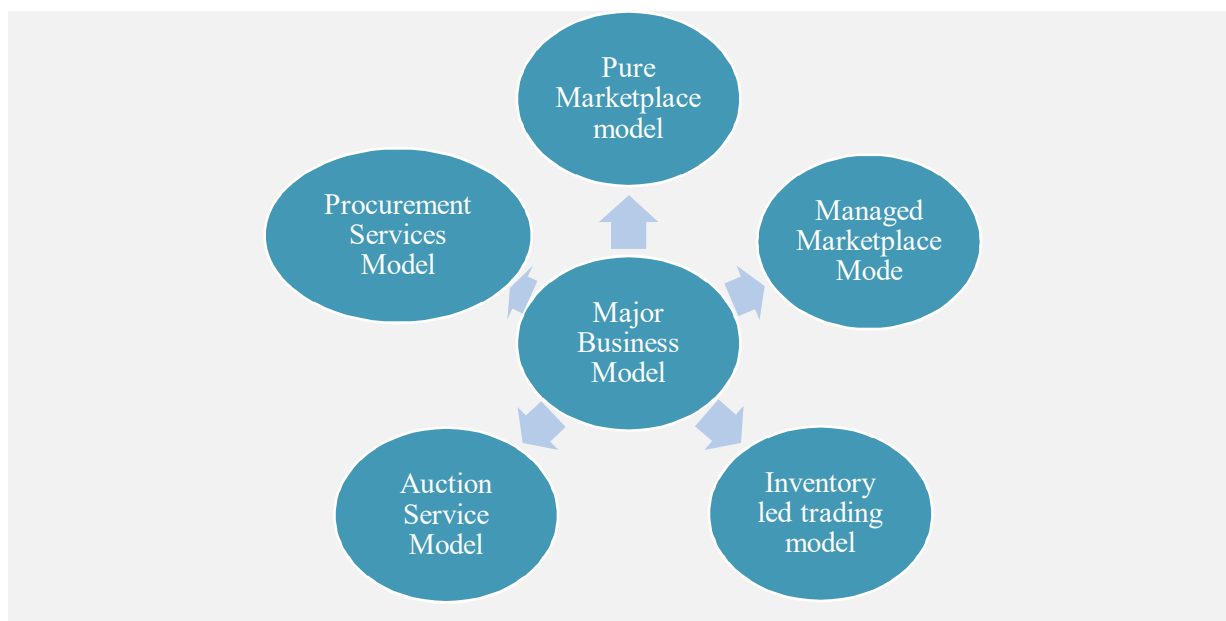 Pure
Marketplace
model
Procurement
Services
Model
Managed
Marketplace
Mode
Major
Business
Model
Auction
Service
Model
Inventory
led trading
model